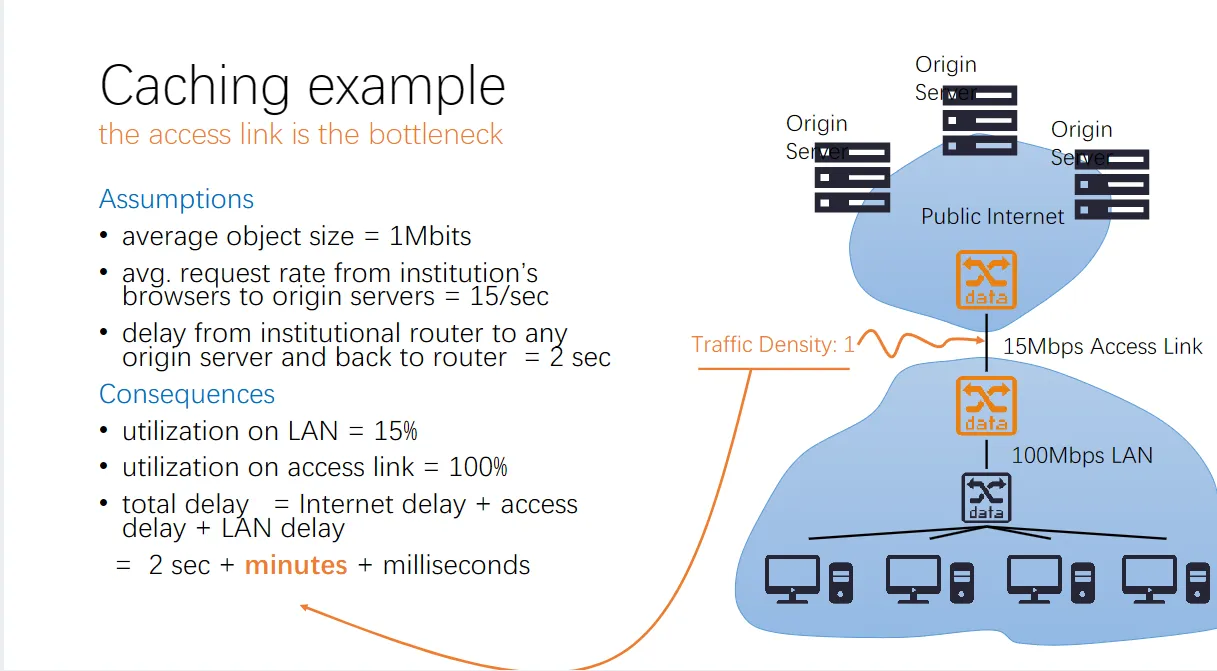 Caching example
the access link is the bottleneck
Assumptions
• average object size = 1Mbits
• avg. request rate from institution’s
browsers to origin servers = 15/sec
• delay from institutional router to any
origin server and back to router = 2 sec
Consequences
• utilization on LAN = 15%
• utilization on access link = 100%
• total delay = Internet delay + access
delay + LAN delay
= 2 sec + minutes + milliseconds
Origin
Server
Origin
Server
Origin
Server
Public Internet
data
Traffic Density: 1
15Mbps Access Link
data
100Mbps LAN
data